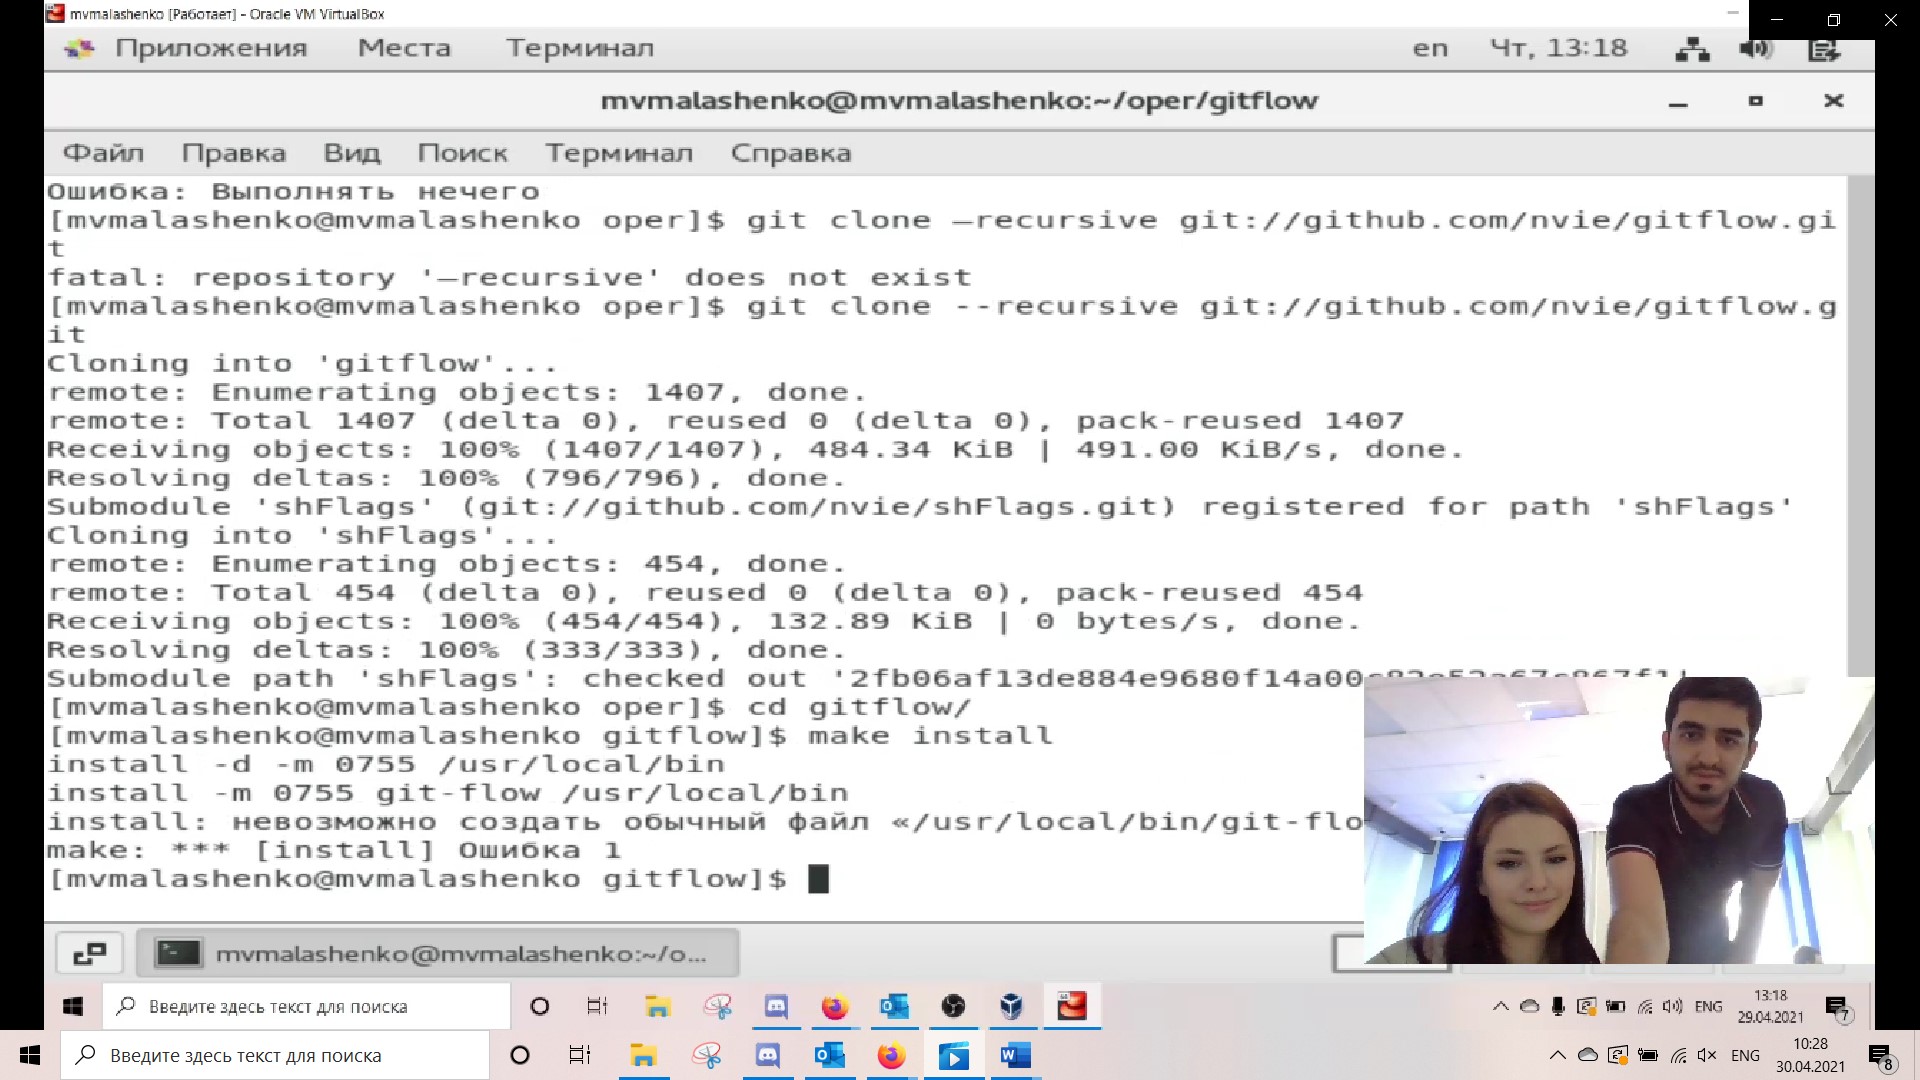 mvmalashenko [Работает] - Oracle VM VirtualBox
Приложения Места Терминал en Чт, 13:18
mvmalashenko@mvmalashenko:~/oper/gitflow
Файл Правка Вид Поиск Терминал Справка
Ошибка: Выполнять нечего
[mvmalashenko@mvmalashenko oper]$ git clone —recursive git://github.com/nvie/gitflow.gi
t
fatal: repository '—recursive' does not exist
[mvmalashenko@mvmalashenko oper]$ git clone --recursive git://github.com/nvie/gitflow.g
it
Cloning into 'gitflow'...
remote: Enumerating objects: 1407, done.
remote: Total 1407 (delta 0), reused 0 (delta 0), pack-reused 1407
Receiving objects: 100% (1407/1407), 484.34 KiB | 491.00 KiB/s, done.
Resolving deltas: 100% (796/796), done.
Submodule 'shFlags' (git://github.com/nvie/shFlags.git) registered for path 'shFlags'
Cloning into 'shFlags'...
remote: Enumerating objects: 454, done.
remote: Total 454 (delta 0), reused 0 (delta 0), pack-reused 454
Receiving objects: 100% (454/454), 132.89 KiB | 0 bytes/s, done.
Resolving deltas: 100% (333/333), done.
Submodule path 'shFlags': checked out
[mvmalashenko@mvmalashenko oper]$ cd gitflow/
[mvmalashenko@mvmalashenko gitflow]$ make install
install -d -m 0755 /usr/local/bin
install -m 0755 git-flow /usr/local/bin
install: невозможно создать обычный файл «/usr/local/bin/git-flo
make: *** [install] Ошибка 1
[mvmalashenko@mvmalashenko gitflow]$
mvmalashenko@mvmalashenko:~/o...
Введите здесь текст для поиска ENG 13:18
29.04.2021 7
Введите здесь текст для поиска ENG 10:28
30.04.2021 8